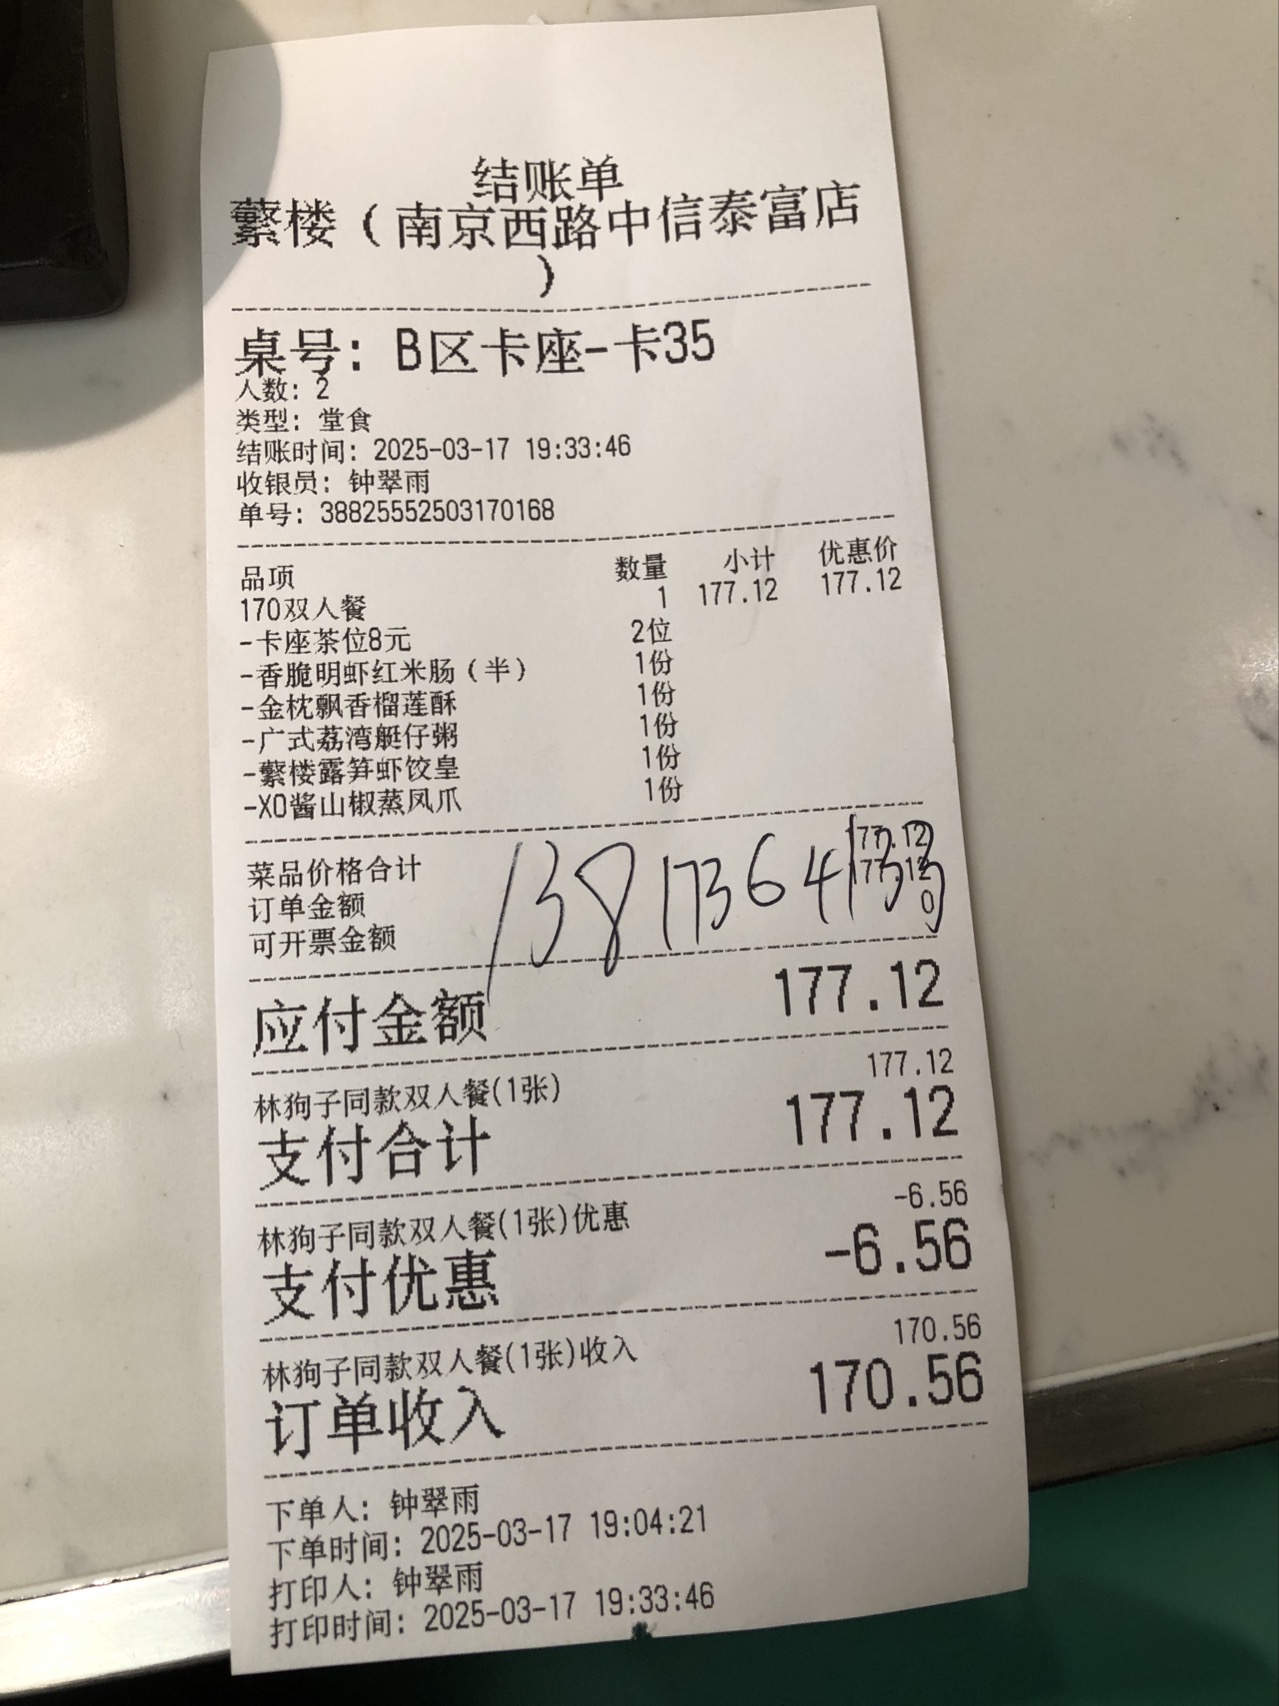 结账单
蘩楼（南京西路中信泰富店
）
桌号: B区卡座-卡35
人数: 2
类型: 堂食
结账时间: 2025-03-17 19:33:46
收银员: 钟翠雨
单号: 38825552503170168
品项 数量 小计 优惠价
170双人餐 1 177.12 177.12
-卡座茶位8元 2位
-香脆明虾红米肠（半） 1份
-金枕飘香榴莲酥 1份
-广式荔湾艇仔粥 1份
-蘩楼露笋虾饺皇 1份
-XO酱山椒蒸凤爪 1份
菜品价格合计 177.12
订单金额 177.12
可开票金额 0
13817364133
应付金额 177.12
林狗子同款双人餐(1张) 177.12
支付合计 177.12
林狗子同款双人餐(1张)优惠 -6.56
支付优惠 -6.56
林狗子同款双人餐(1张)收入 170.56
订单收入 170.56
下单人: 钟翠雨
下单时间: 2025-03-17 19:04:21
打印人: 钟翠雨
打印时间: 2025-03-17 19:33:46